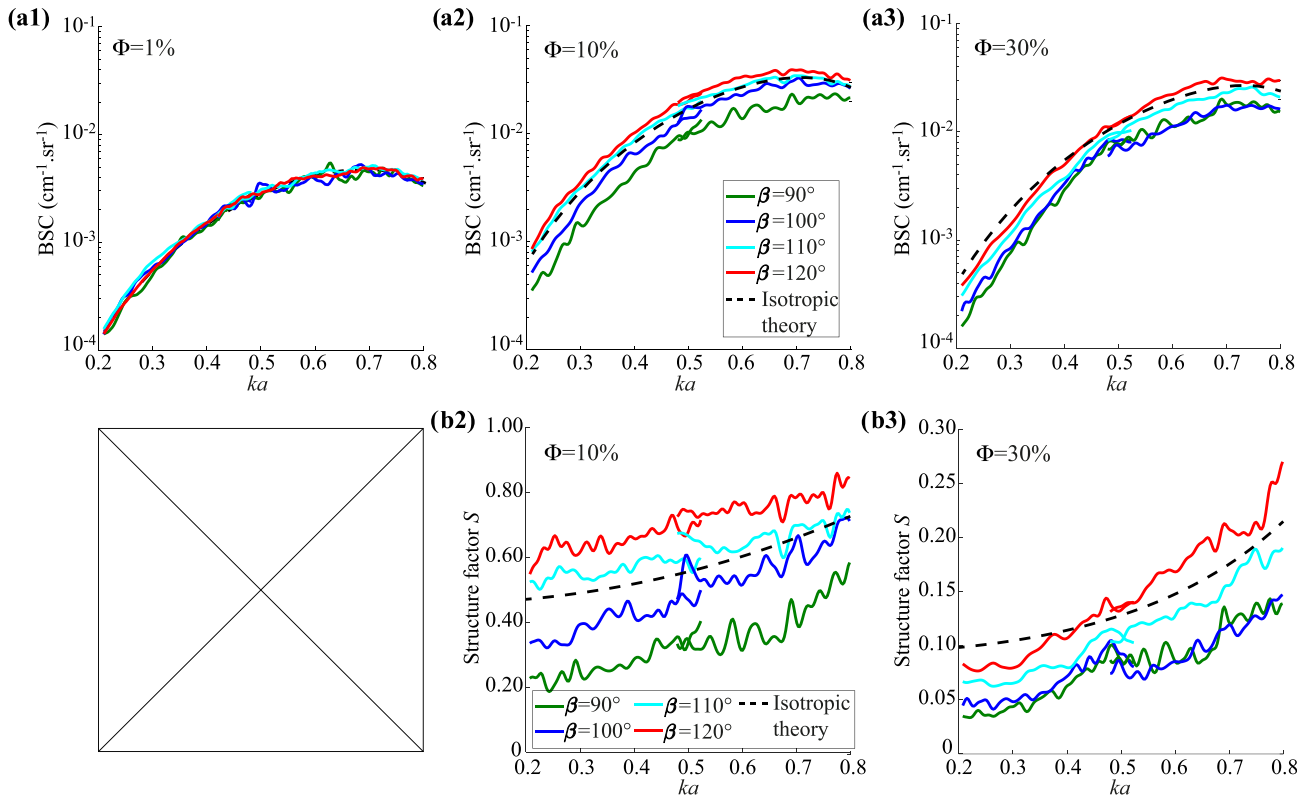 (a1)
10-1
10-2
10-3
10-4
BSC (cm-1.sr-1)
Φ=1%
0.2 0.3 0.4 0.5 0.6 0.7 0.8
ka
(a2)
10-1
10-2
10-3
10-4
BSC (cm-1.sr-1)
Φ=10%
β=90°
β=100°
β=110°
β=120°
Isotropic
theory
0.2 0.3 0.4 0.5 0.6 0.7 0.8
ka
(a3)
10-1
10-2
10-3
10-4
BSC (cm-1.sr-1)
Φ=30%
0.2 0.3 0.4 0.5 0.6 0.7 0.8
ka
(b2)
1.00
0.80
0.60
0.40
0.20
0
Structure factor S
Φ=10%
β=90° β=110° Isotropic
β=100° β=120° theory
0.2 0.3 0.4 0.5 0.6 0.7 0.8
ka
(b3)
0.30
0.25
0.20
0.15
0.10
0.05
0
Structure factor S
Φ=30%
0.2 0.3 0.4 0.5 0.6 0.7 0.8
ka